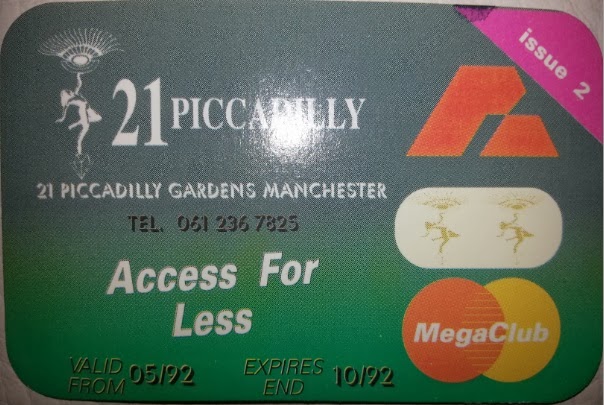 issue 2
21 PICCADILLY
21 PICCADILLY GARDENS MANCHESTER
TEL. 061 236 7825
Access For
Less
MegaClub
VALID FROM 05/92 EXPIRES END 10/92